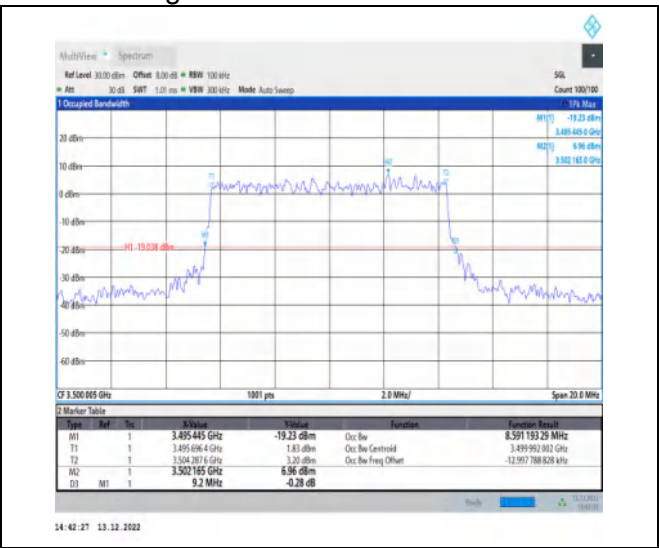 MultiView Spectrum
Ref Level 30.00 dBm Offset 8.00 dB RBW 100 kHz SGL
Att 30 dB SWT 1.01 ms VBW 300 kHz Mode Auto Sweep Count 100/100
1 Occupied Bandwidth 1Pk Max
M1[1] -19.23 dBm
3.495 445 0 GHz
20 dBm
M2[1] 6.96 dBm
3.502 165 0 GHz
10 dBm
M2
T1 T2
0 dBm
-10 dBm
M1
D3
-20 dBm
H1 -19.038 dBm
-30 dBm
-40 dBm
-50 dBm
-60 dBm
CF 3.500 005 GHz 1001 pts 2.0 MHz/ Span 20.0 MHz
2 Marker Table
Type Ref Trc X-Value Y-Value Function Function Result
M1 1 3.495 445 GHz -19.23 dBm Occ Bw 8.591 193 29 MHz
T1 1 3.495 696 4 GHz 1.83 dBm Occ Bw Centroid 3.499 992 002 GHz
T2 1 3.504 287 6 GHz 3.20 dBm Occ Bw Freq Offset -12.997 788 828 kHz
M2 1 3.502 165 GHz 6.96 dBm
D3 M1 1 9.2 MHz -0.28 dB
Ready
14:42:27 13.12.2022